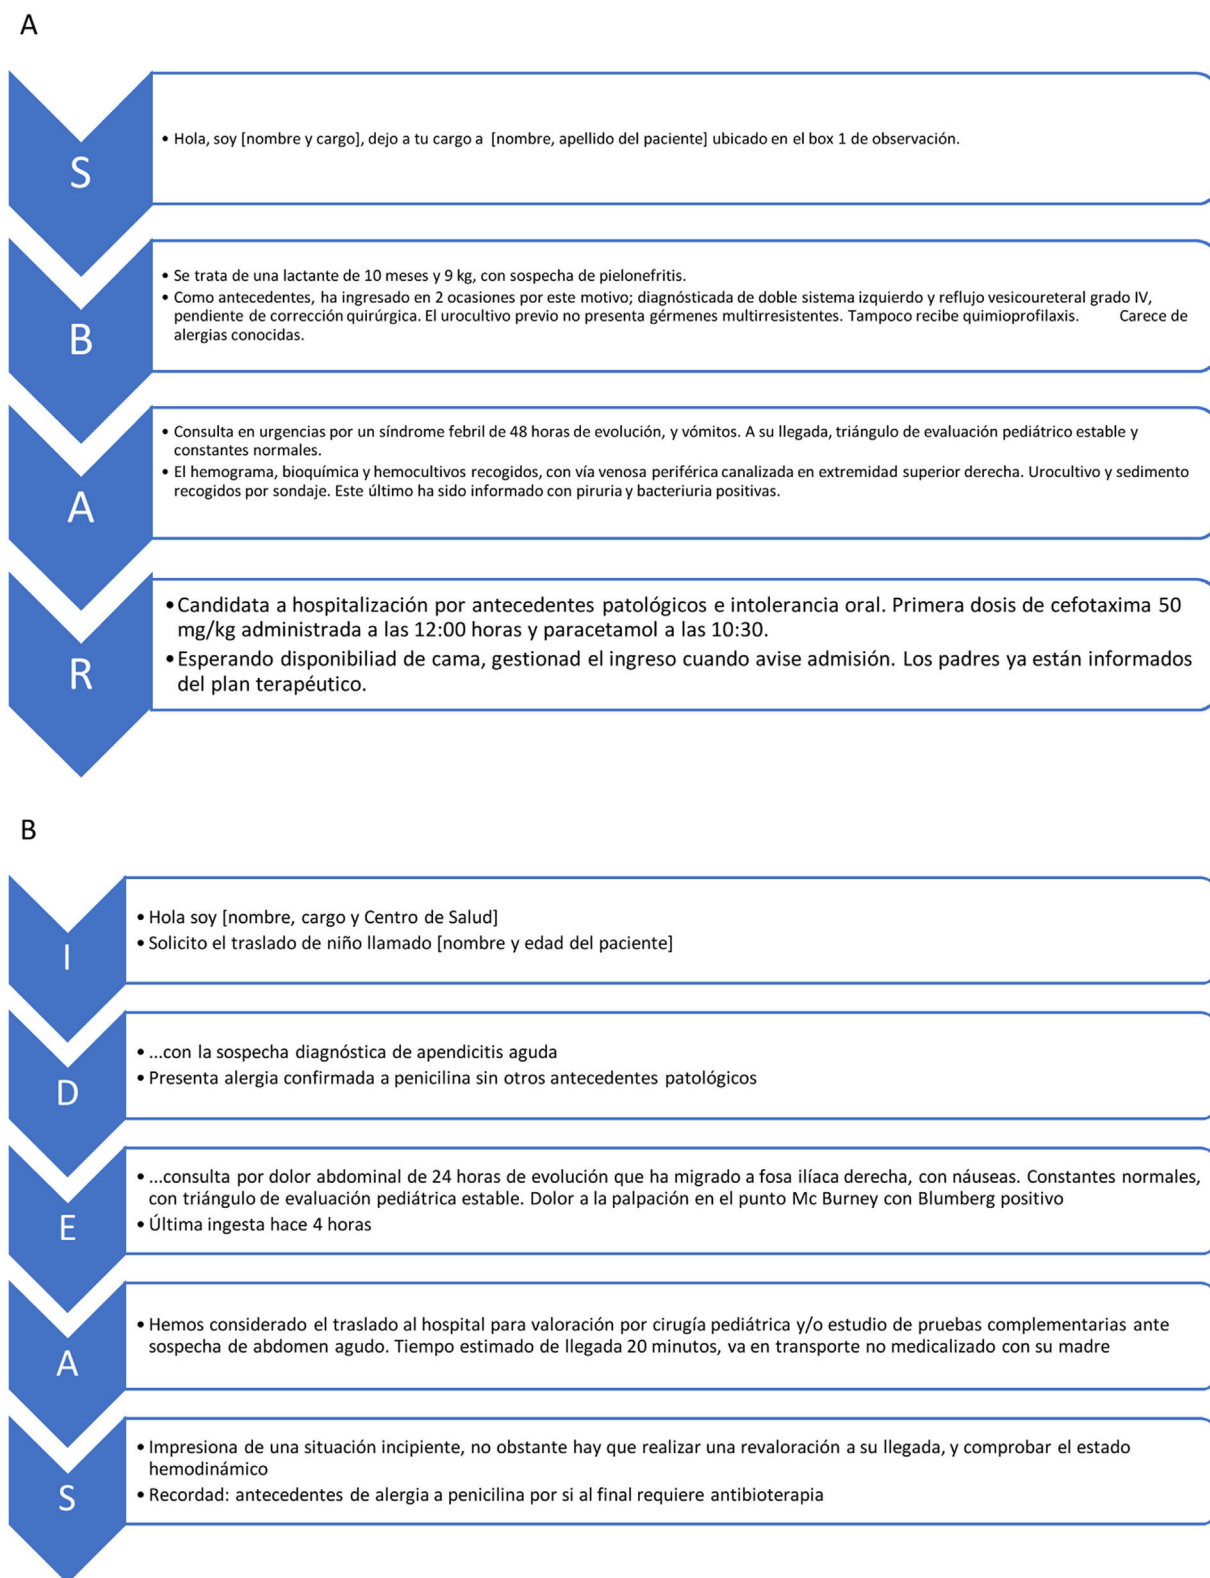 A
S
• Hola, soy [nombre y cargo], dejo a tu cargo a [nombre, apellido del paciente] ubicado en el box 1 de observación.
B
• Se trata de una lactante de 10 meses y 9 kg, con sospecha de pielonefritis.
• Como antecedentes, ha ingresado en 2 ocasiones por este motivo; diagnósticada de doble sistema izquierdo y reflujo vesicoureteral grado IV,
pendiente de corrección quirúrgica. El urocultivo previo no presenta gérmenes multirresistentes. Tampoco recibe quimioprofilaxis. Carece de
alergias conocidas.
A
• Consulta en urgencias por un síndrome febril de 48 horas de evolución, y vómitos. A su llegada, triángulo de evaluación pediátrico estable y
constantes normales.
• El hemograma, bioquímica y hemocultivos recogidos, con vía venosa periférica canalizada en extremidad superior derecha. Urocultivo y sedimento
recogidos por sondaje. Este último ha sido informado con piruria y bacteriuria positivas.
R
• Candidata a hospitalización por antecedentes patológicos e intolerancia oral. Primera dosis de cefotaxima 50
mg/kg administrada a las 12:00 horas y paracetamol a las 10:30.
• Esperando disponibiliad de cama, gestionad el ingreso cuando avise admisión. Los padres ya están informados
del plan terapéutico.
B
I
• Hola soy [nombre, cargo y Centro de Salud]
• Solicito el traslado de niño llamado [nombre y edad del paciente]
D
• ...con la sospecha diagnóstica de apendicitis aguda
• Presenta alergia confirmada a penicilina sin otros antecedentes patológicos
E
• ...consulta por dolor abdominal de 24 horas de evolución que ha migrado a fosa ilíaca derecha, con náuseas. Constantes normales,
con triángulo de evaluación pediátrica estable. Dolor a la palpación en el punto Mc Burney con Blumberg positivo
• Última ingesta hace 4 horas
A
• Hemos considerado el traslado al hospital para valoración por cirugía pediátrica y/o estudio de pruebas complementarias ante
sospecha de abdomen agudo. Tiempo estimado de llegada 20 minutos, va en transporte no medicalizado con su madre
S
• Impresiona de una situación incipiente, no obstante hay que realizar una revaloración a su llegada, y comprobar el estado
hemodinámico
• Recordad: antecedentes de alergia a penicilina por si al final requiere antibioterapia